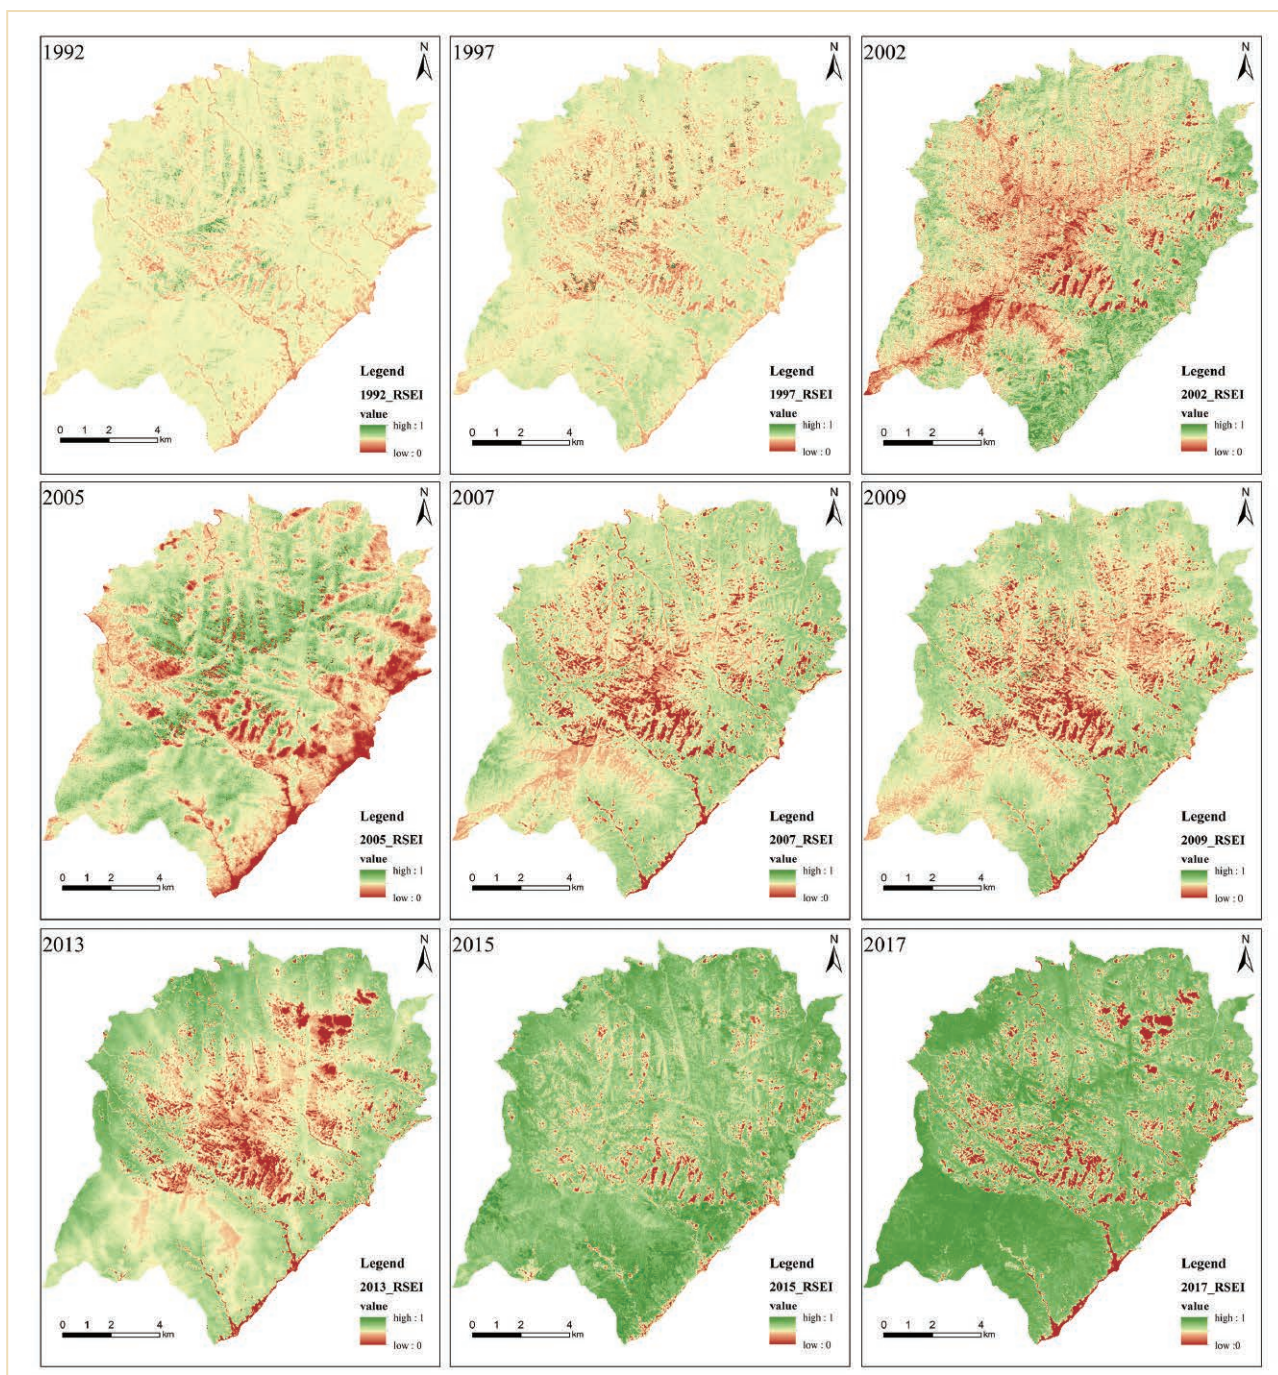 1992
N
Legend
1992_RSEI
value
high : 1
low : 0
0 1 2 4
km
1997
N
Legend
1997_RSEI
value
high : 1
low : 0
0 1 2 4
km
2002
N
Legend
2002_RSEI
value
high : 1
low : 0
0 1 2 4
km
2005
N
Legend
2005_RSEI
value
high : 1
low : 0
0 1 2 4
km
2007
N
Legend
2007_RSEI
value
high : 1
low :0
0 1 2 4
km
2009
N
Legend
2009_RSEI
value
high : 1
low : 0
0 1 2 4
km
2013
N
Legend
2013_RSEI
value
high : 1
low : 0
0 1 2 4
km
2015
N
Legend
2015_RSEI
value
high : 1
low : 0
0 1 2 4
km
2017
N
Legend
2017_RSEI
value
high : 1
low :0
0 1 2 4
km